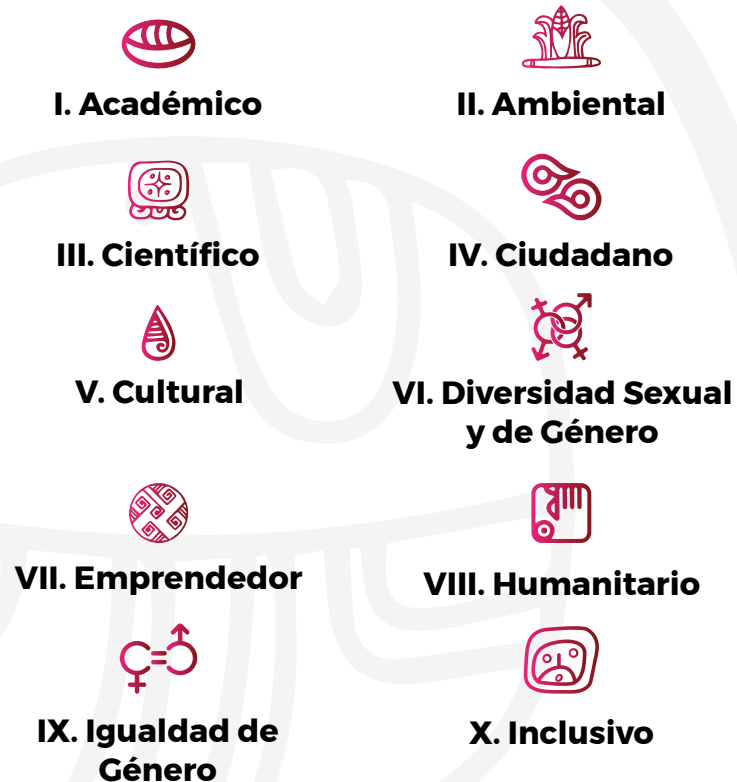 I. Académico
II. Ambiental
III. Científico
IV. Ciudadano
V. Cultural
VI. Diversidad Sexual
y de Género
VII. Emprendedor
VIII. Humanitario
IX. Igualdad de
Género
X. Inclusivo